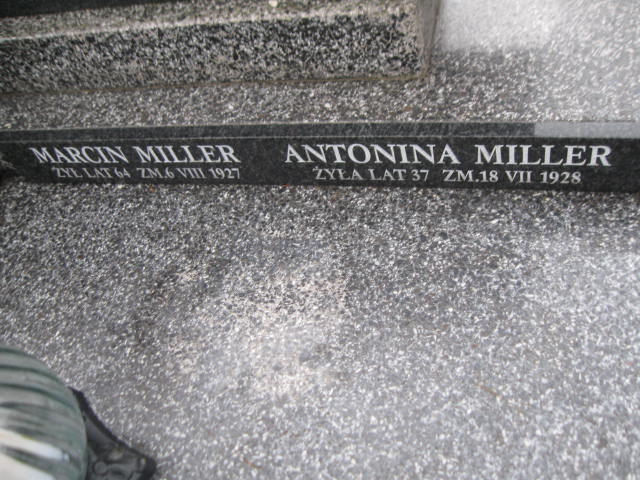 MARCIN MILLER
ŻYŁ LAT 64 ZM.6 VIII 1927
ANTONINA MILLER
ŻYŁA LAT 37 ZM.18 VII 1928